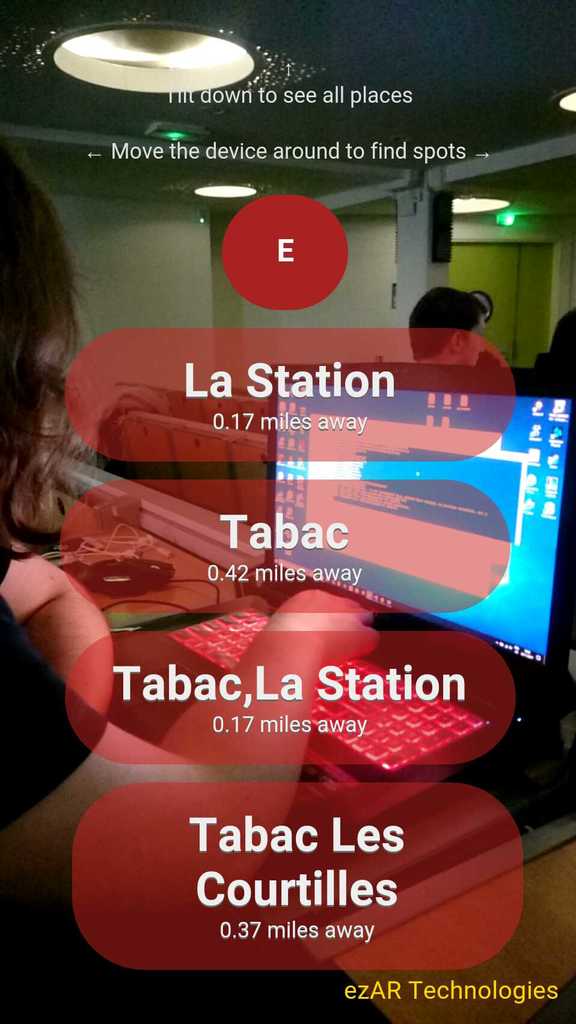 ↑
Tilt down to see all places
← Move the device around to find spots →
E
La Station
0.17 miles away
Tabac
0.42 miles away
Tabac,La Station
0.17 miles away
Tabac Les
Courtilles
0.37 miles away
ezAR Technologies